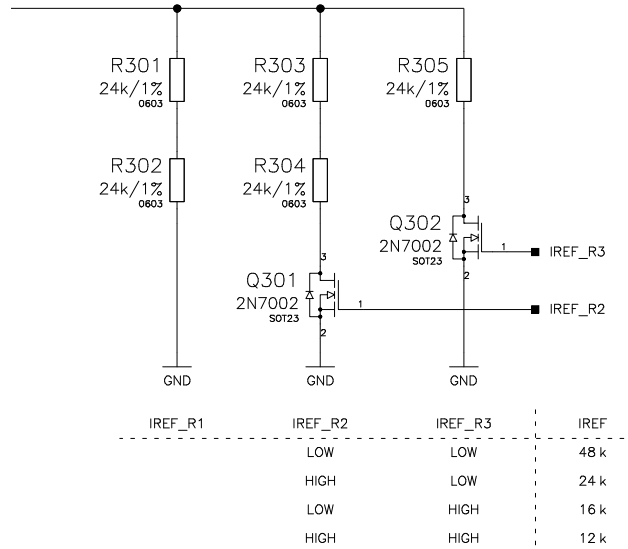 R301
24k/1%
0603
R303
24k/1%
0603
R305
24k/1%
0603
R302
24k/1%
0603
R304
24k/1%
0603
3
Q302
2N7002
SOT23
1
IREF_R3
2
3
Q301
2N7002
SOT23
1
IREF_R2
2
GND
GND
GND
IREF_R1 IREF_R2 IREF_R3 IREF
LOW LOW 48 k
HIGH LOW 24 k
LOW HIGH 16 k
HIGH HIGH 12 k